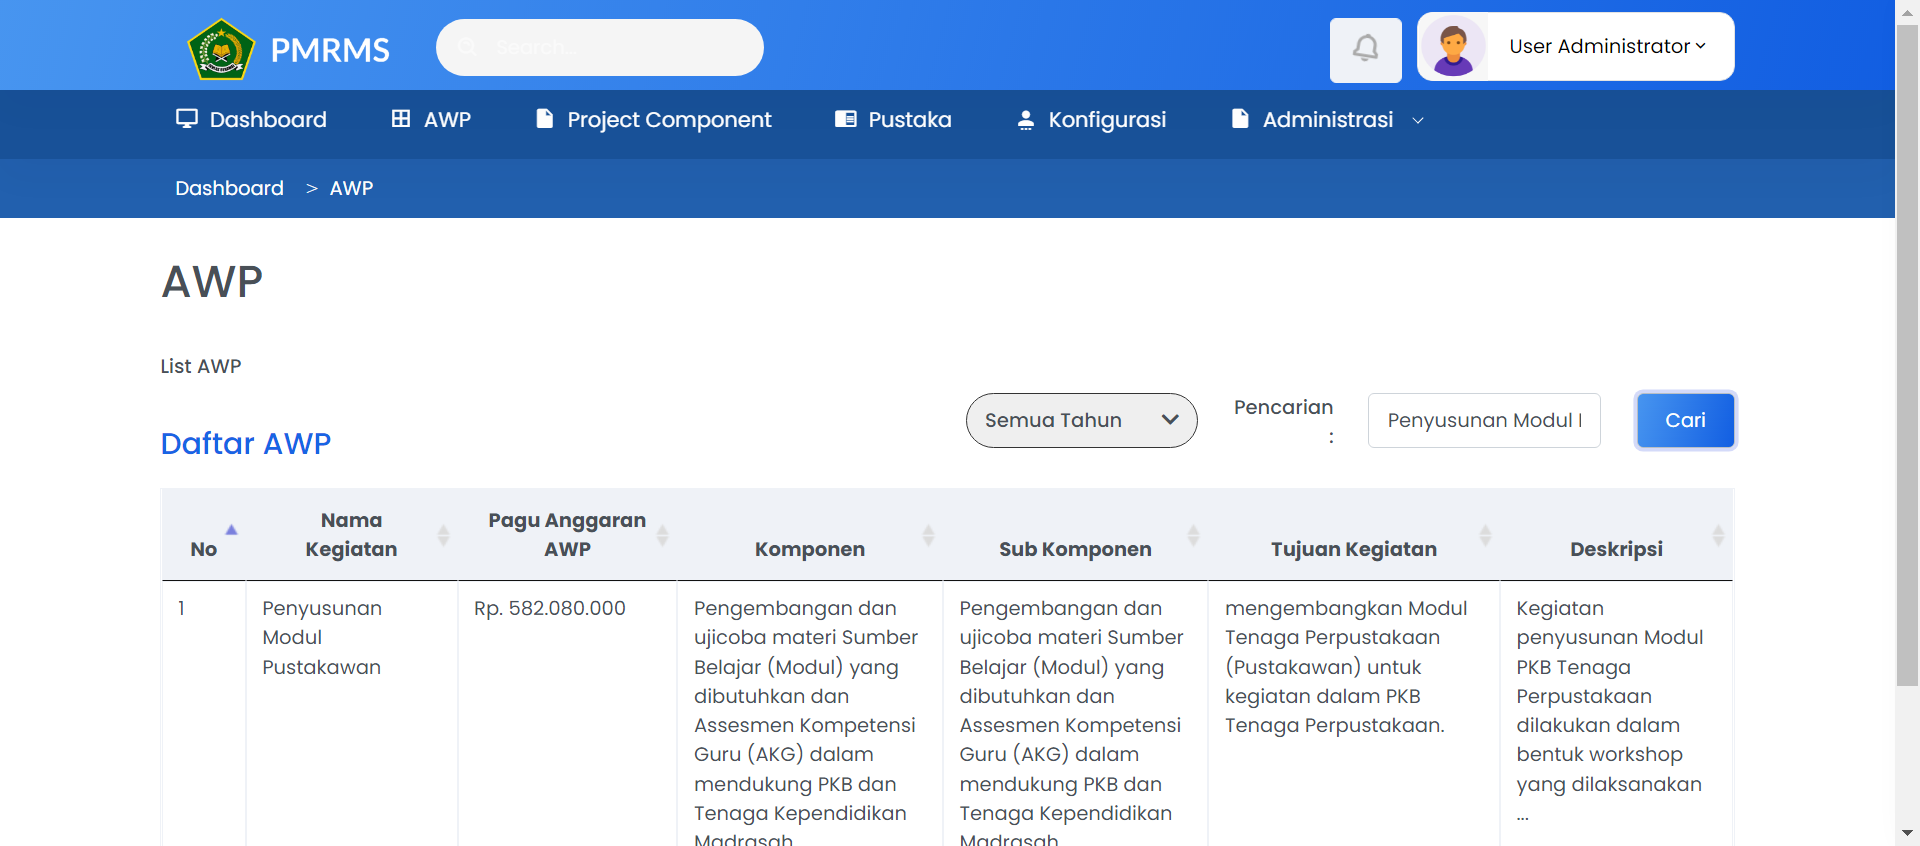 PMRMS
Search...
User Administrator
Dashboard
AWP
Project Component
Pustaka
Konfigurasi
Administrasi
Dashboard > AWP
AWP
List AWP
Daftar AWP
Semua Tahun
Pencarian
:
Penyusunan Modul
Cari
No
Nama
Kegiatan
Pagu Anggaran
AWP
Komponen
Sub Komponen
Tujuan Kegiatan
Deskripsi
1
Penyusunan
Modul
Pustakawan
Rp. 582.080.000
Pengembangan dan
ujicoba materi Sumber
Belajar (Modul) yang
dibutuhkan dan
Assesmen Kompetensi
Guru (AKG) dalam
mendukung PKB dan
Tenaga Kependidikan
Madrasah
Pengembangan dan
ujicoba materi Sumber
Belajar (Modul) yang
dibutuhkan dan
Assesmen Kompetensi
Guru (AKG) dalam
mendukung PKB dan
Tenaga Kependidikan
Madrasah
mengembangkan Modul
Tenaga Perpustakaan
(Pustakawan) untuk
kegiatan dalam PKB
Tenaga Perpustakaan.
Kegiatan
penyusunan Modul
PKB Tenaga
Perpustakaan
dilakukan dalam
bentuk workshop
yang dilaksanakan
...